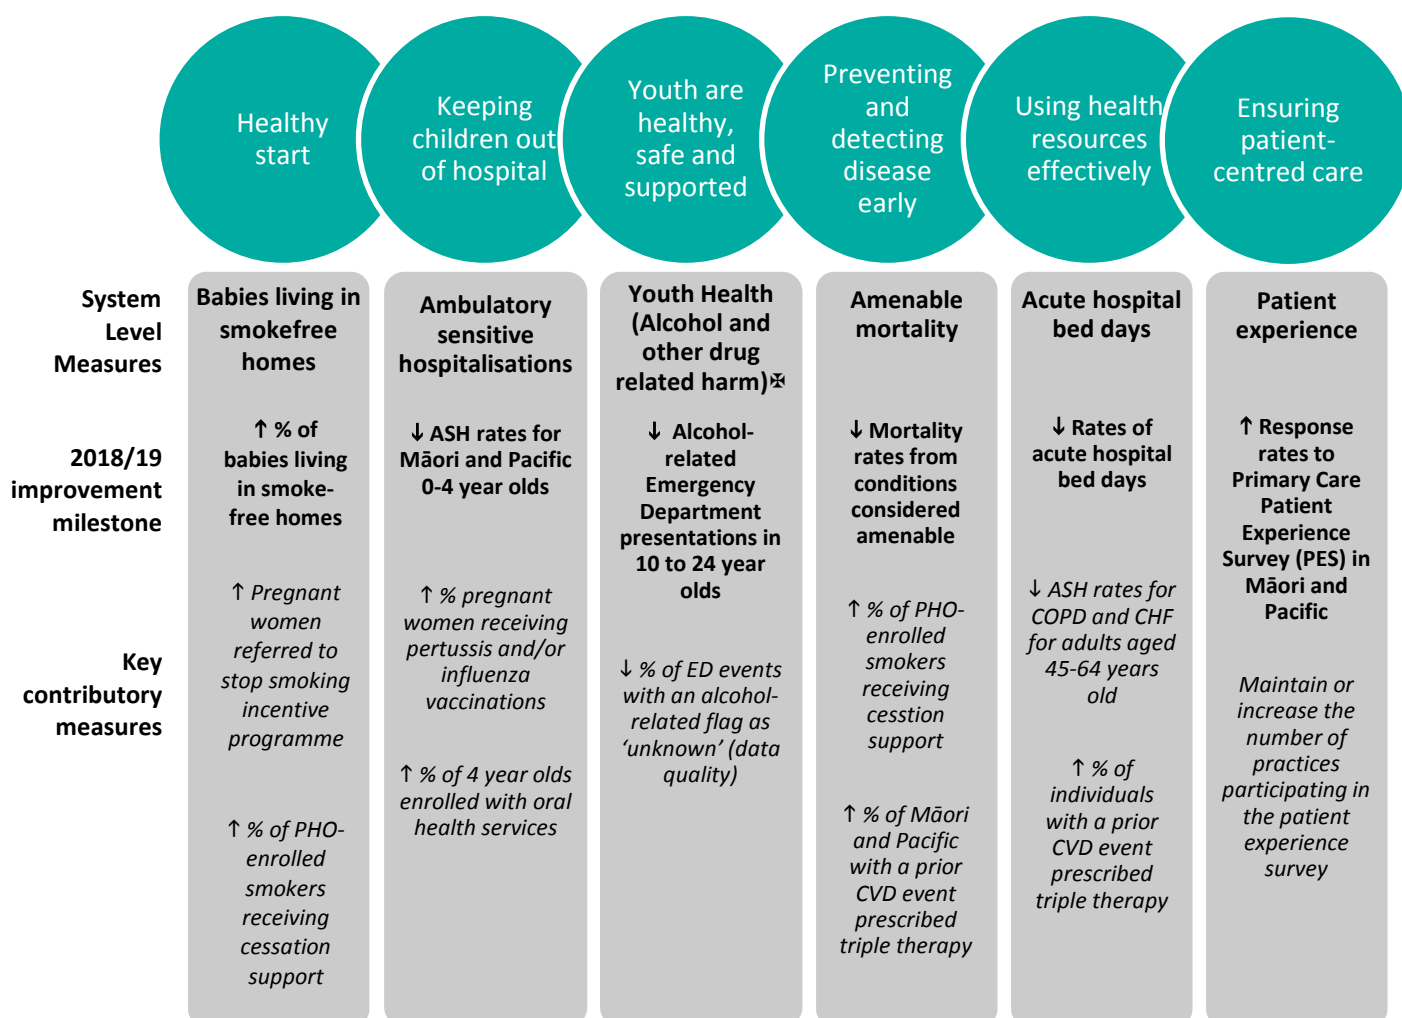 Healthy
start
Keeping
children out
of hospital
Youth are
healthy,
safe and
supported
Preventing
and
detecting
disease
early
Using health
resources
effectively
Ensuring
patient-
centred care
System
Level
Measures
Babies living in
smokefree
homes
Ambulatory
sensitive
hospitalisations
Youth Health
(Alcohol and
other drug
related harm)✠
Amenable
mortality
Acute hospital
bed days
Patient
experience
2018/19
improvement
milestone
↑ % of
babies living
in smoke-
free homes
↓ ASH rates for
Māori and Pacific
0-4 year olds
↓ Alcohol-
related
Emergency
Department
presentations in
10 to 24 year
olds
↓ Mortality
rates from
conditions
considered
amenable
↓ Rates of
acute hospital
bed days
↑ Response
rates to
Primary Care
Patient
Experience
Survey (PES) in
Māori and
Pacific
Key
contributory
measures
↑ Pregnant
women
referred to
stop smoking
incentive
programme
↑ % of PHO-
enrolled
smokers
receiving
cessation
support
↑ % pregnant
women receiving
pertussis and/or
influenza
vaccinations
↑ % of 4 year olds
enrolled with oral
health services
↓ % of ED events
with an alcohol-
related flag as
‘unknown’ (data
quality)
↑ % of PHO-
enrolled
smokers
receiving
cesstion
support
↑ % of Māori
and Pacific
with a prior
CVD event
prescribed
triple therapy
↓ ASH rates for
COPD and CHF
for adults aged
45-64 years
old
↑ % of
individuals
with a prior
CVD event
prescribed
triple therapy
Maintain or
increase the
number of
practices
participating in
the patient
experience
survey